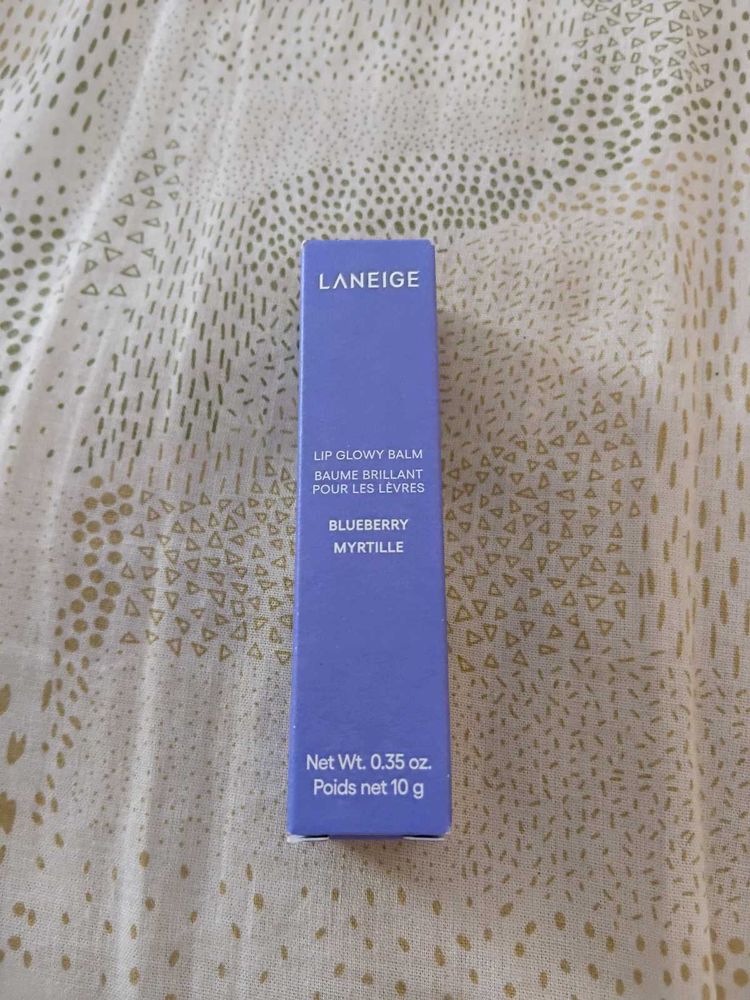 LANEIGE
LIP GLOWY BALM
BAUME BRILLANT
POUR LES LÈVRES
BLUEBERRY
MYRTILLE
Net Wt. 0.35 oz.
Poids net 10 g